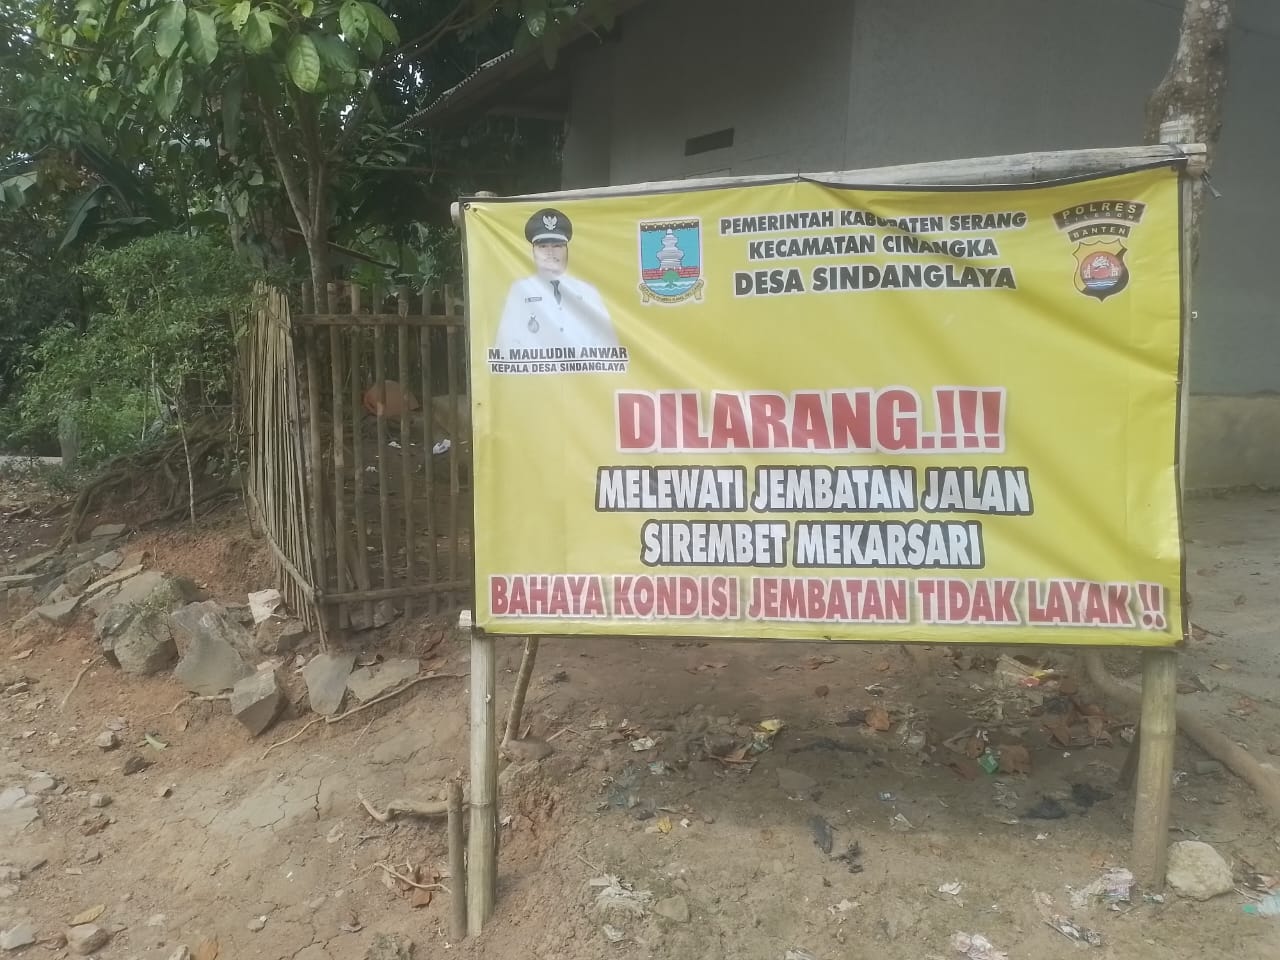 PEMERINTAH KABUPATEN SERANG
KECAMATAN CINANGKA
DESA SINDANGLAYA
POLRES
CILEGON
BANTEN
M. MAULUDIN ANWAR
KEPALA DESA SINDANGLAYA
DILARANG.!!!
MELEWATI JEMBATAN JALAN
SIREMBET MEKARSARI
BAHAYA KONDISI JEMBATAN TIDAK LAYAK !!